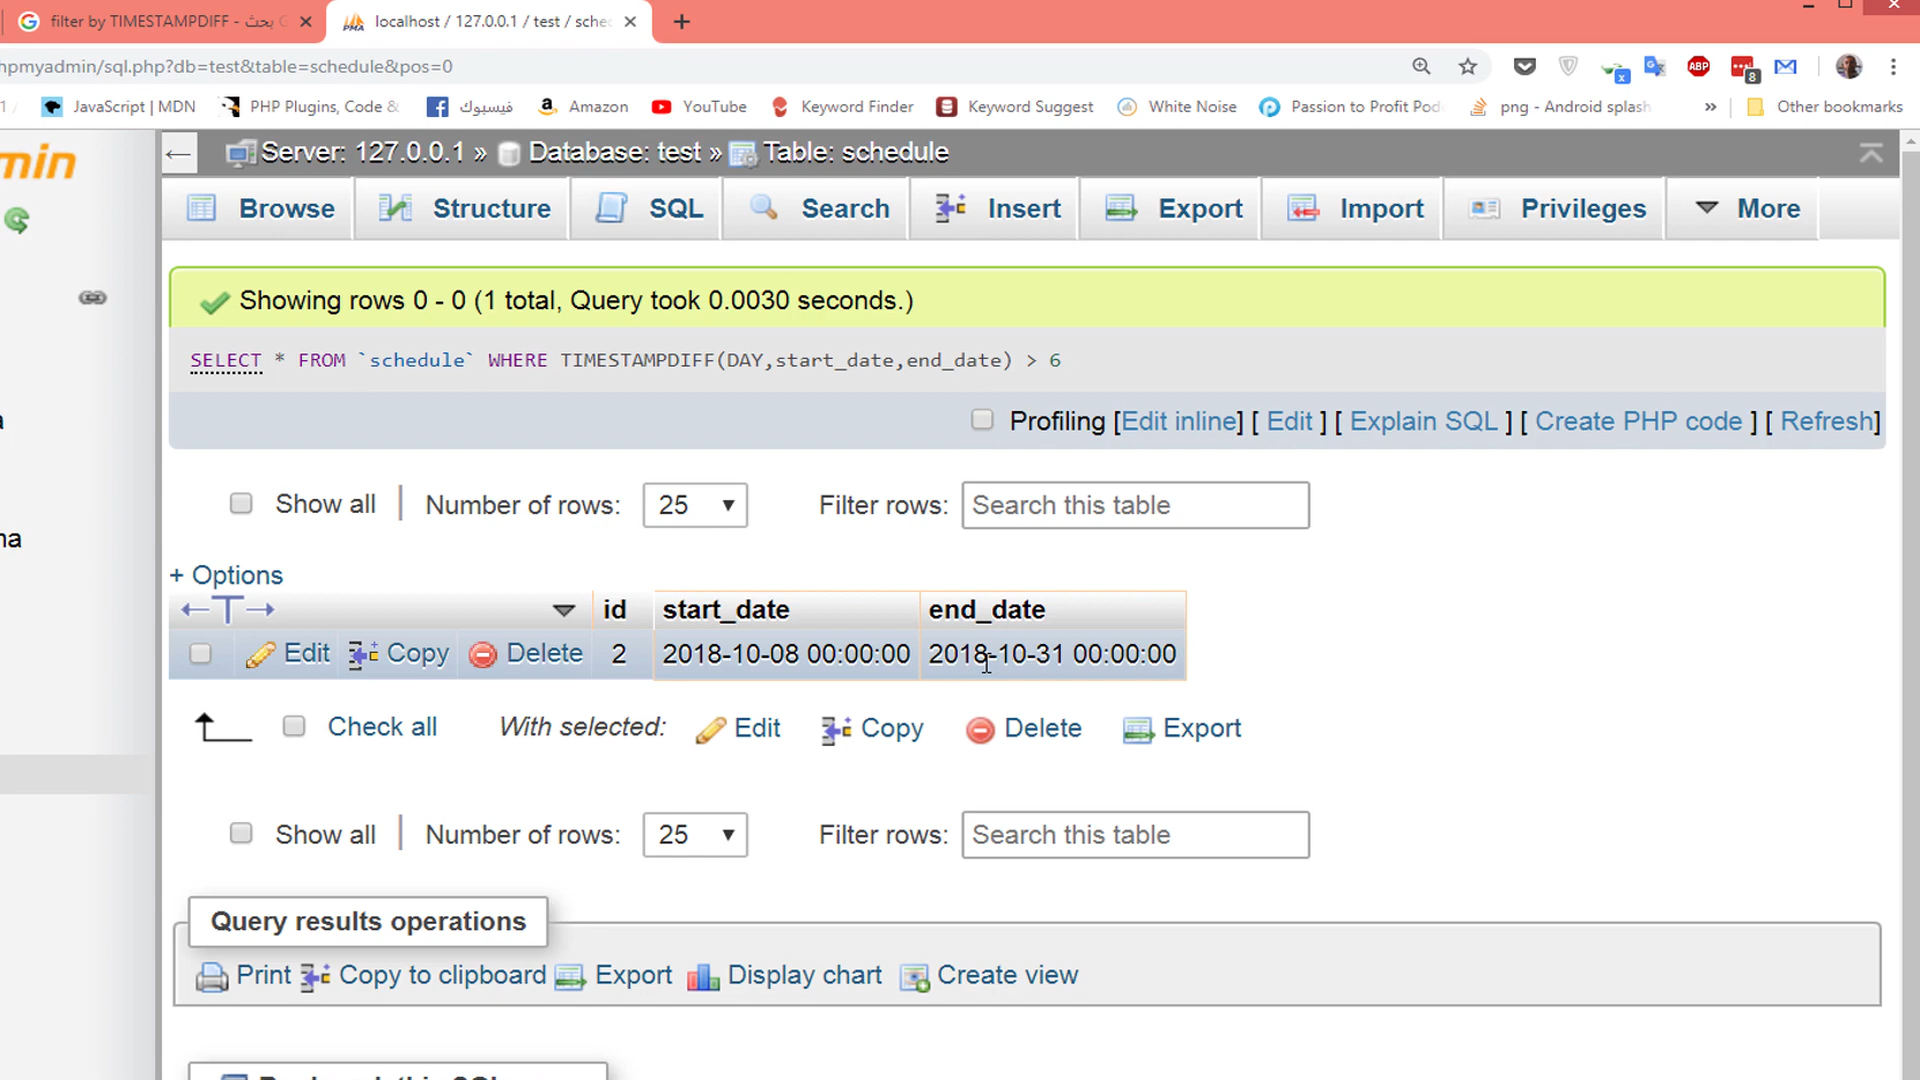 filter by TIMESTAMPDIFF - بحث
localhost / 127.0.0.1 / test / sche
hpmyadmin/sql.php?db=test&table=schedule&pos=0
ABP
8
JavaScript | MDN
PHP Plugins, Code &
فيسبوك
Amazon
YouTube
Keyword Finder
Keyword Suggest
White Noise
Passion to Profit Pod
png - Android splash
»
Other bookmarks
min
Server: 127.0.0.1 » Database: test » Table: schedule
Browse
Structure
SQL
Search
Insert
Export
Import
Privileges
More
Showing rows 0 - 0 (1 total, Query took 0.0030 seconds.)
SELECT * FROM `schedule` WHERE TIMESTAMPDIFF(DAY,start_date,end_date) > 6
Profiling [Edit inline] [ Edit ] [ Explain SQL ] [ Create PHP code ] [ Refresh]
Show all | Number of rows: 25 Filter rows: Search this table
+ Options
id start_date end_date
Edit Copy Delete 2 2018-10-08 00:00:00 2018-10-31 00:00:00
Check all With selected: Edit Copy Delete Export
Show all | Number of rows: 25 Filter rows: Search this table
Query results operations
Print Copy to clipboard Export Display chart Create view